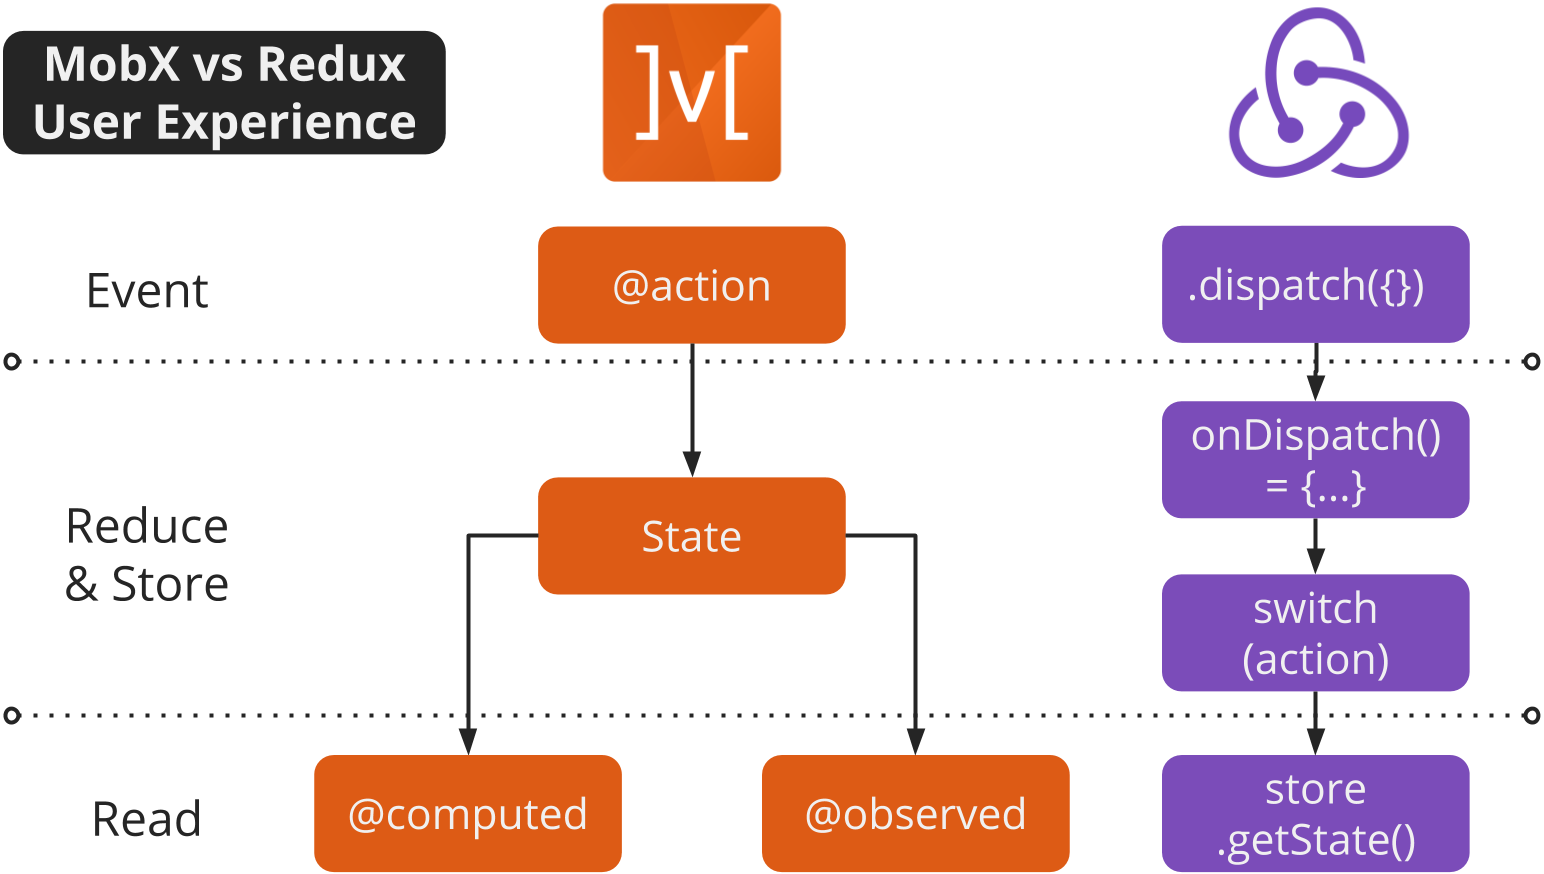 MobX vs Redux
User Experience
]v[
Event
@action
.dispatch({})
onDispatch()
= {...}
Reduce
& Store
State
switch
(action)
Read
@computed
@observed
store
.getState()